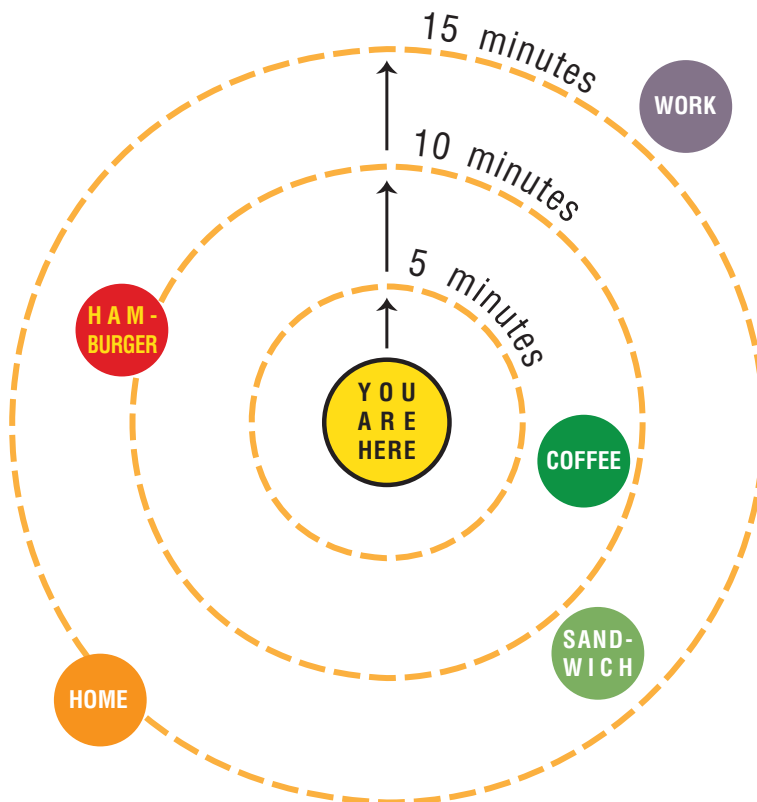 15 minutes
WORK
10 minutes
5 minutes
HAM-
BURGER
YOU
ARE
HERE
COFFEE
SAND-
WICH
HOME